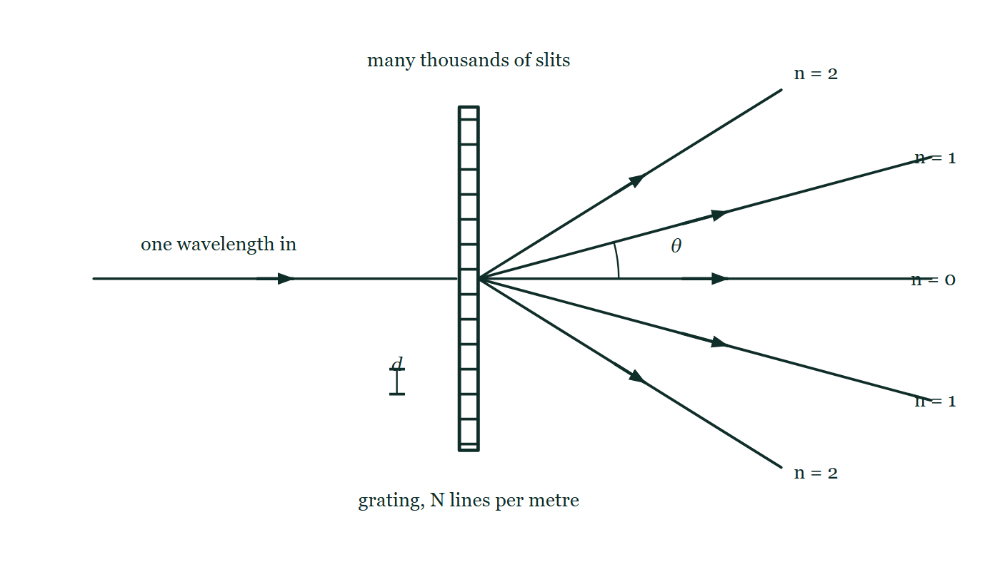 many thousands of slits
n = 2
n = 1
one wavelength in
θ
n = 0
d
n = 1
n = 2
grating, N lines per metre